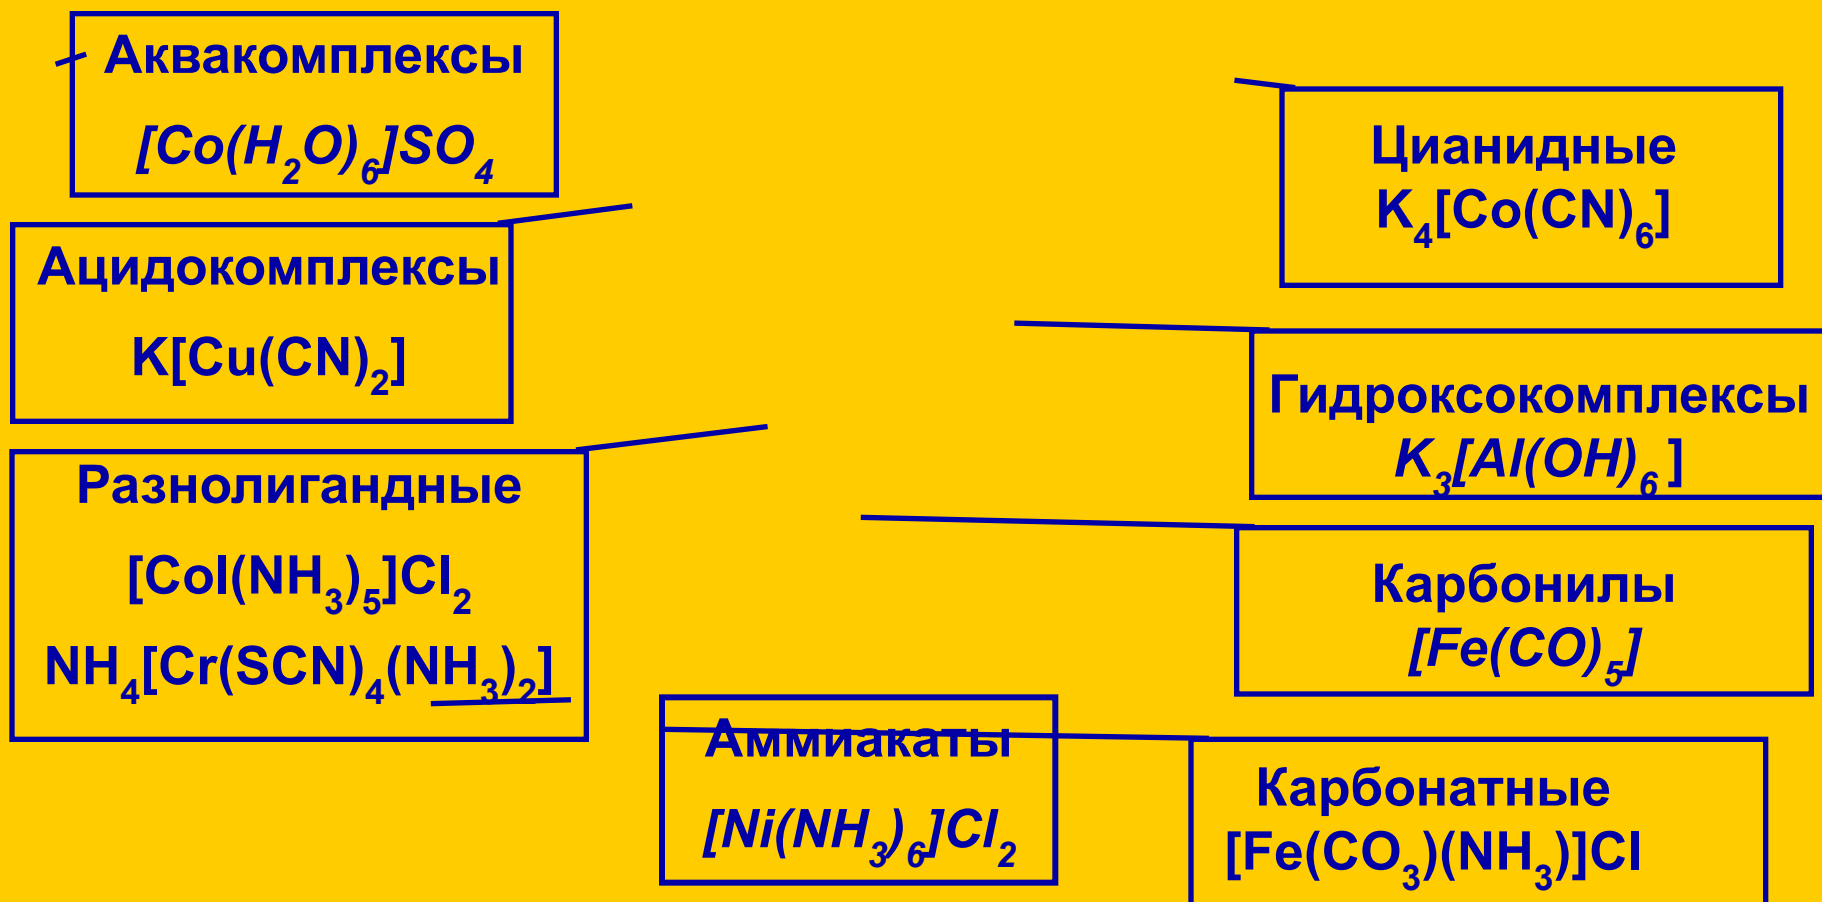 Аквакомплексы
[Co(H₂O)₆]SO₄
Ацидокомплексы
K[Cu(CN)₂]
Разнолигандные
[CoI(NH₃)₅]Cl₂
NH₄[Cr(SCN)₄(NH₃)₂]
Аммиакаты
[Ni(NH₃)₆]Cl₂
Цианидные
K₄[Co(CN)₆]
Гидроксокомплексы
K₃[Al(OH)₆ ]
Карбонилы
[Fe(CO)₅]
Карбонатные
[Fe(CO₃)(NH₃)]Cl